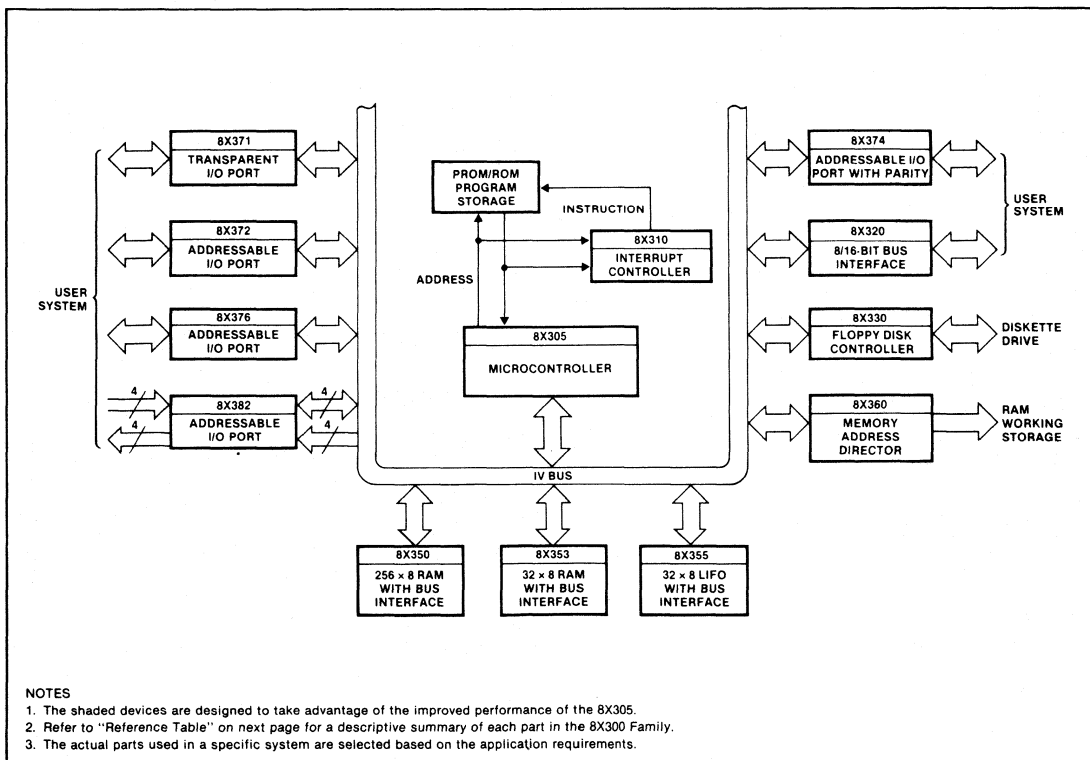 8X371
TRANSPARENT
I/O PORT
8X372
ADDRESSABLE
I/O PORT
USER
SYSTEM
8X376
ADDRESSABLE
I/O PORT
4
4
8X382
ADDRESSABLE
I/O PORT
4
4
PROM/ROM
PROGRAM
STORAGE
INSTRUCTION
8X310
INTERRUPT
CONTROLLER
ADDRESS
8X305
MICROCONTROLLER
IV BUS
8X374
ADDRESSABLE I/O
PORT WITH PARITY
USER
SYSTEM
8X320
8/16-BIT BUS
INTERFACE
8X330
FLOPPY DISK
CONTROLLER
DISKETTE
DRIVE
8X360
MEMORY
ADDRESS
DIRECTOR
RAM
WORKING
STORAGE
8X350
256 × 8 RAM
WITH BUS
INTERFACE
8X353
32 × 8 RAM
WITH BUS
INTERFACE
8X355
32 × 8 LIFO
WITH BUS
INTERFACE
NOTES
1. The shaded devices are designed to take advantage of the improved performance of the 8X305.
2. Refer to "Reference Table" on next page for a descriptive summary of each part in the 8X300 Family.
3. The actual parts used in a specific system are selected based on the application requirements.